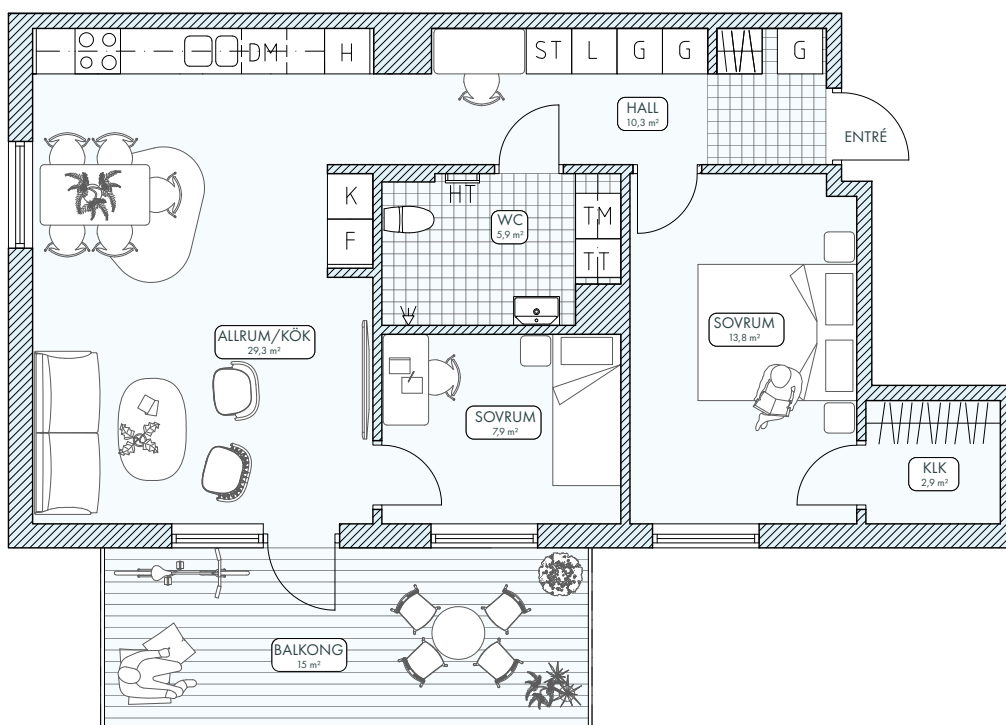 DM
H
ST
L
G
G
G
HALL
10,3 m²
ENTRÉ
K
F
HT
WC
5,9 m²
TM
TT
ALLRUM/KÖK
29,3 m²
SOVRUM
13,8 m²
SOVRUM
7,9 m²
KLK
2,9 m²
BALKONG
15 m²